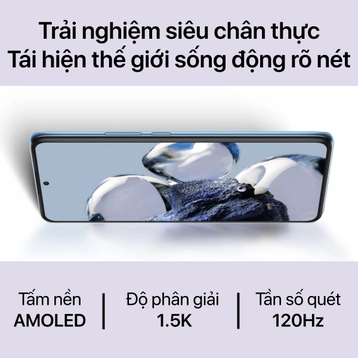 Trải nghiệm siêu chân thực
Tái hiện thế giới sống động rõ nét
Tấm nền
AMOLED
Độ phân giải
1.5K
Tần số quét
120Hz